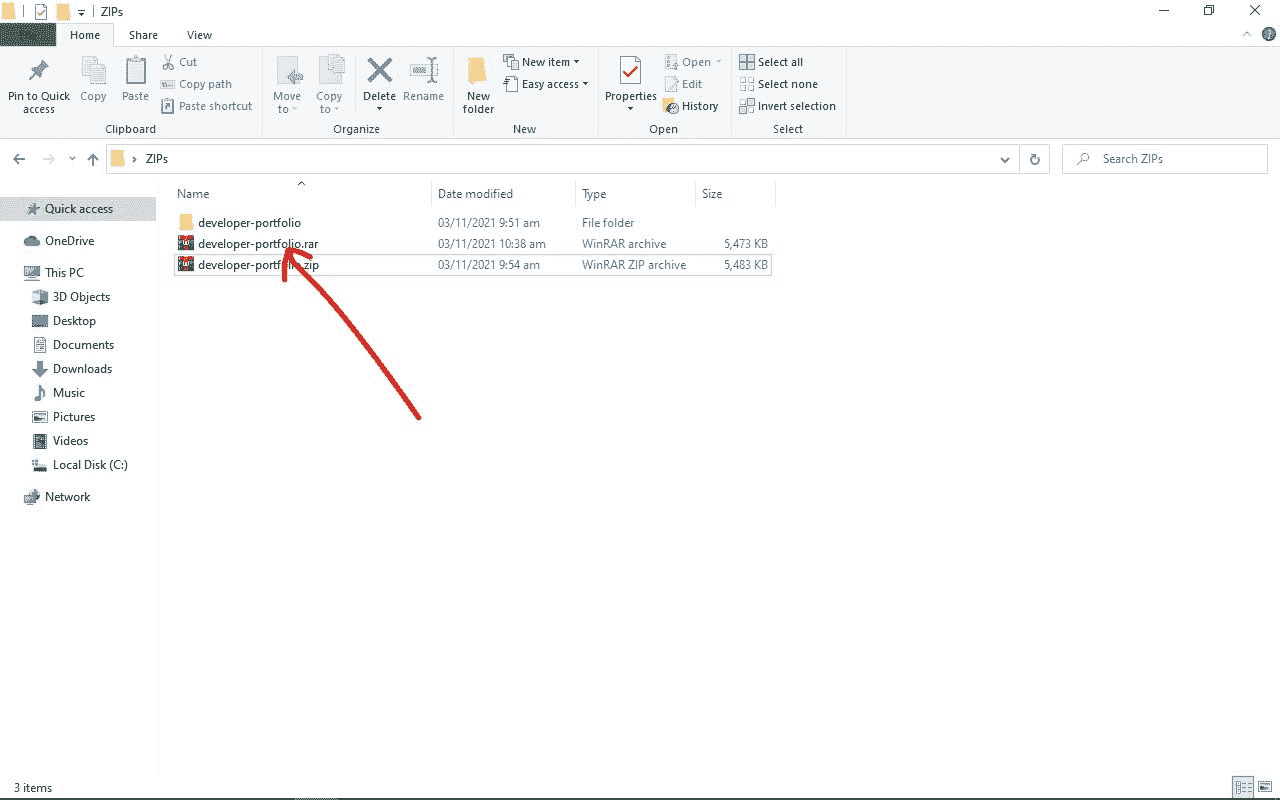 ZIPs
Home Share View
Pin to Quick access
Copy
Paste
Cut
Copy path
Paste shortcut
Clipboard
Move to
Copy to
Delete
Rename
Organize
New folder
New item
Easy access
New
Properties
Open
Edit
History
Open
Select all
Select none
Invert selection
Select
ZIPs
Search ZIPs
Name Date modified Type Size
developer-portfolio 03/11/2021 9:51 am File folder
developer-portfolio.rar 03/11/2021 10:38 am WinRAR archive 5,473 KB
developer-portfolio.zip 03/11/2021 9:54 am WinRAR ZIP archive 5,483 KB
Quick access
OneDrive
This PC
3D Objects
Desktop
Documents
Downloads
Music
Pictures
Videos
Local Disk (C:)
Network
3 items